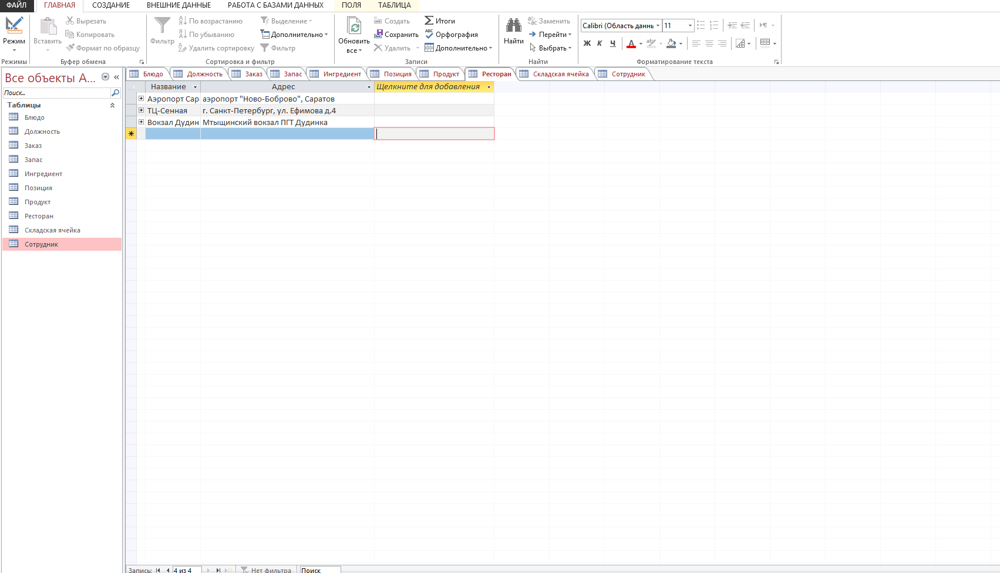 ФАЙЛ ГЛАВНАЯ СОЗДАНИЕ ВНЕШНИЕ ДАННЫЕ РАБОТА С БАЗАМИ ДАННЫХ ПОЛЯ ТАБЛИЦА
Режим
Режимы
Вставить
Вырезать
Копировать
Формат по образцу
Буфер обмена
Фильтр
По возрастанию
По убыванию
Удалить сортировку
Выделение
Дополнительно
Фильтр
Сортировка и фильтр
Обновить
все
Создать
Сохранить
Удалить
Итоги
Орфография
Дополнительно
Записи
Найти
Заменить
Перейти
Выбрать
Найти
Calibri (Область данн 11
Ж К Ч А
Форматирование текста
Все объекты A...
Поиск...
Таблицы
Блюдо
Должность
Заказ
Запас
Ингредиент
Позиция
Продукт
Ресторан
Складская ячейка
Сотрудник
Блюдо Должность Заказ Запас Ингредиент Позиция Продукт Ресторан Складская ячейка Сотрудник
Название Адрес Щелкните для добавления
Аэропорт Сар аэропорт "Ново-Боброво", Саратов
ТЦ-Сенная г. Санкт-Петербург, ул. Ефимова д.4
Вокзал Дудин Мтыщинский вокзал ПГТ Дудинка
Запись: 4 из 4 Нет фильтра Поиск